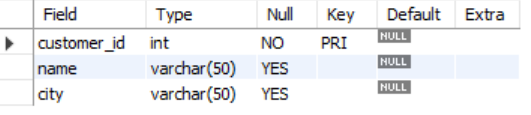 Field Type Null Key Default Extra
customer_id int NO PRI NULL
name varchar(50) YES NULL
city varchar(50) YES NULL